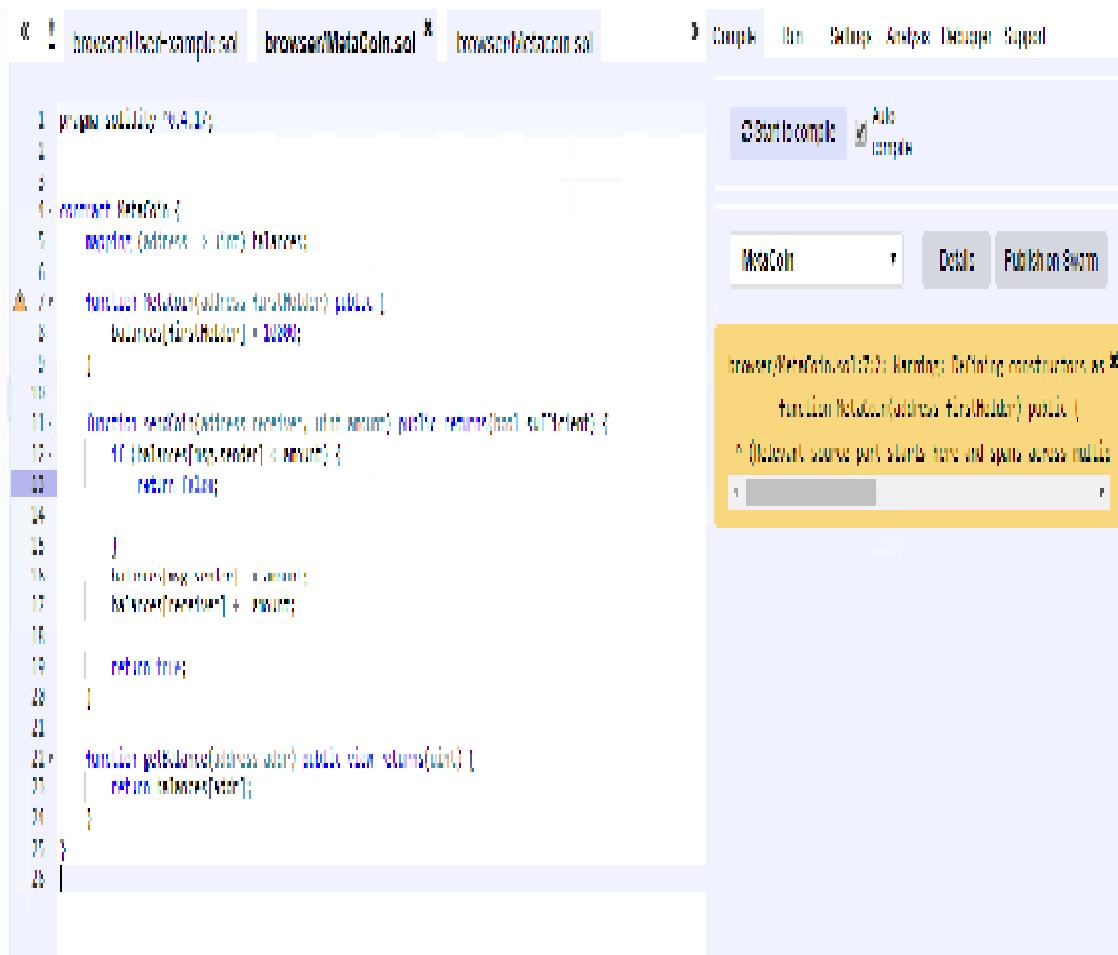 browser/MetaCoin.sol
browser/Metacoin.sol
Compile Run Settings Analysis Debugger Support
Start to compile
Auto compile
MetaCoin
Details
Publish on Swarm
1 pragma solidity ^0.4.17;
2
3
4 contract MetaCoin {
5 mapping (address => uint) balances;
6
7 function MetaCoin(address firstHolder) public {
8 balances[firstHolder] = 10000;
9 }
10
11 function sendCoin(address receiver, uint amount) public returns(bool sufficient) {
12 if (balances[msg.sender] < amount) {
13 return false;
14
15 }
16 balances[msg.sender] -= amount;
17 balances[receiver] += amount;
18
19 return true;
20 }
21
22 function getBalance(address addr) public view returns(uint) {
23 return balances[addr];
24 }
25 }
26
browser/MetaCoin.sol:7:2: Warning: Defining constructors as
function MetaCoin(address firstHolder) public {
^ (Relevant source part starts here and spans across